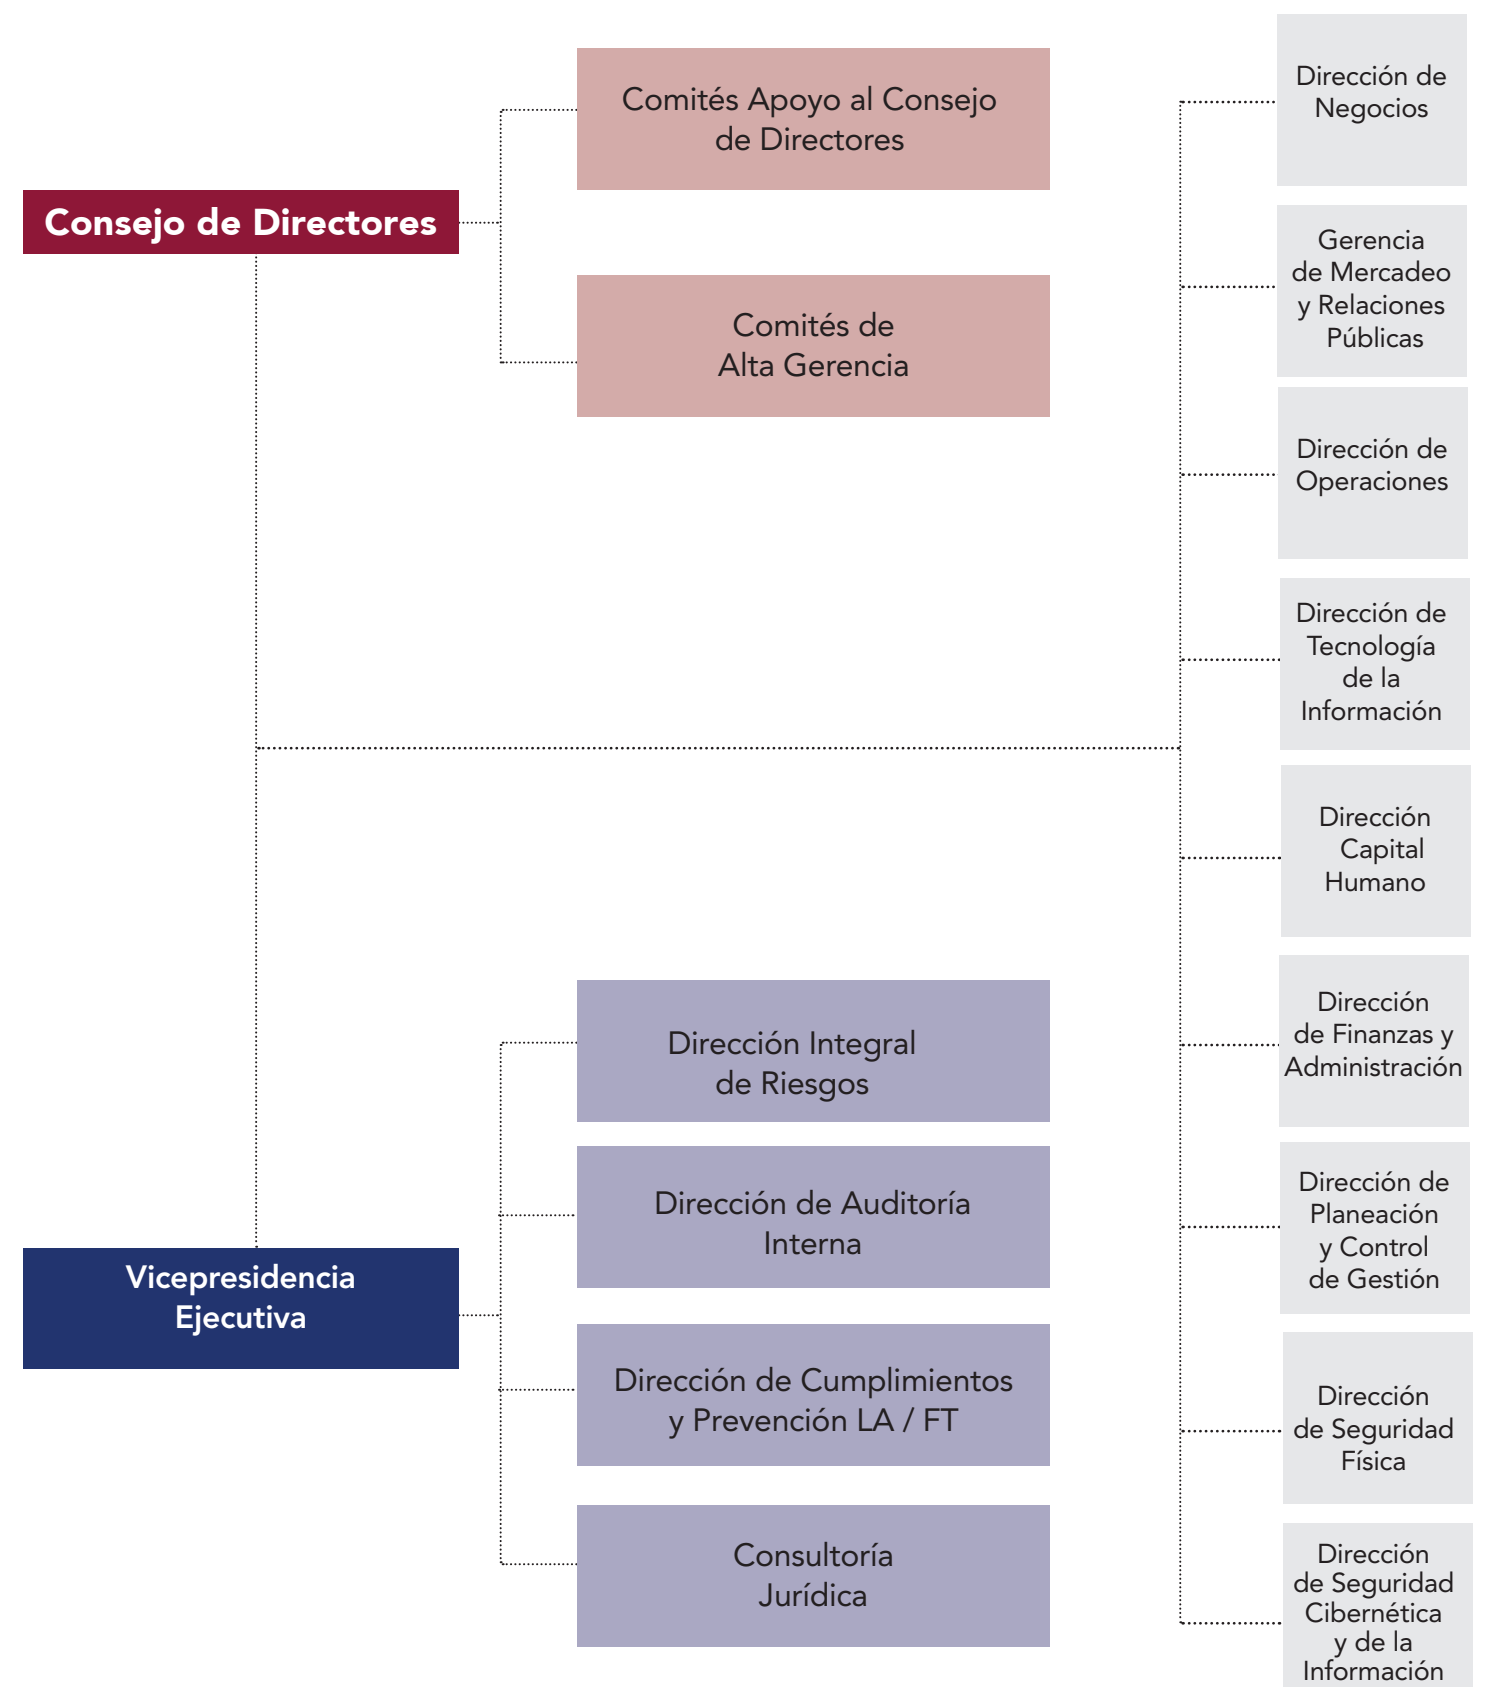 Consejo de Directores
Comités Apoyo al Consejo
de Directores
Comités de
Alta Gerencia
Vicepresidencia
Ejecutiva
Dirección Integral
de Riesgos
Dirección de Auditoría
Interna
Dirección de Cumplimientos
y Prevención LA / FT
Consultoría
Jurídica
Dirección de
Negocios
Gerencia
de Mercadeo
y Relaciones
Públicas
Dirección de
Operaciones
Dirección de
Tecnología
de la
Información
Dirección
Capital
Humano
Dirección
de Finanzas y
Administración
Dirección de
Planeación
y Control
de Gestión
Dirección
de Seguridad
Física
Dirección
de Seguridad
Cibernética
y de la
Información